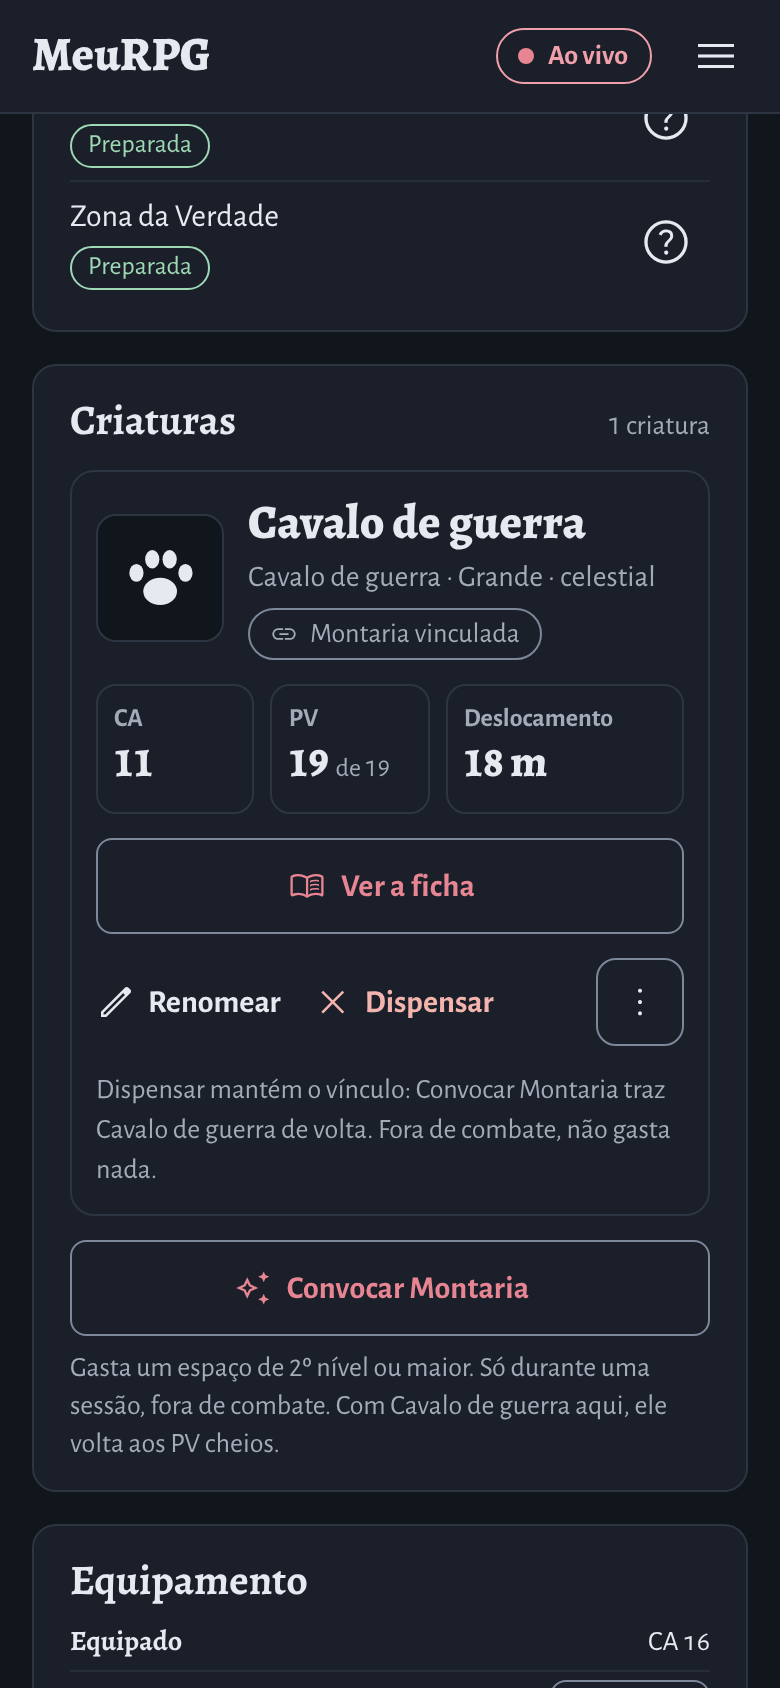 MeuRPG
Ao vivo
Preparada
?
Zona da Verdade
Preparada
?
Criaturas
1 criatura
Cavalo de guerra
Cavalo de guerra · Grande · celestial
Montaria vinculada
CA
11
PV
19 de 19
Deslocamento
18 m
Ver a ficha
Renomear
Dispensar
Dispensar mantém o vínculo: Convocar Montaria traz
Cavalo de guerra de volta. Fora de combate, não gasta
nada.
Convocar Montaria
Gasta um espaço de 2º nível ou maior. Só durante uma
sessão, fora de combate. Com Cavalo de guerra aqui, ele
volta aos PV cheios.
Equipamento
Equipado
CA 16